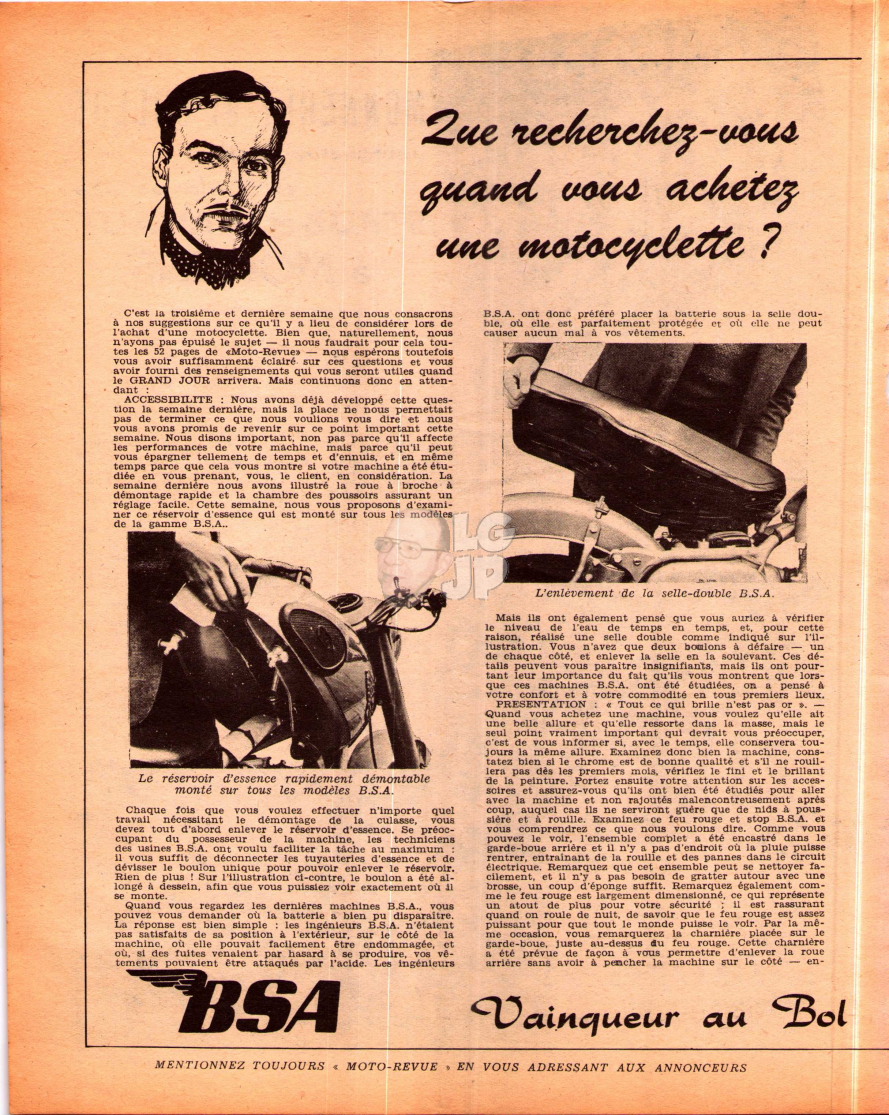 Que recherchez-vous
quand vous achetez
une motocyclette ?
C'est la troisième et dernière semaine que nous consacrons
à nos suggestions sur ce qu'il y a lieu de considérer lors de
l'achat d'une motocyclette. Bien que, naturellement, nous
n'ayons pas épuisé le sujet — il nous faudrait pour cela tou-
tes les 52 pages de «Moto-Revue» — nous espérons toutefois
vous avoir suffisamment éclairé sur ces questions et vous
avoir fourni des renseignements qui vous seront utiles quand
le GRAND JOUR arrivera. Mais continuons donc en atten-
dant :
ACCESSIBILITE : Nous avons déjà développé cette ques-
tion la semaine dernière, mais la place ne nous permettait
pas de terminer ce que nous voulions vous dire et nous
vous avons promis de revenir sur ce point important cette
semaine. Nous disons important, non pas parce qu'il affecte
les performances de votre machine, mais parce qu'il peut
vous épargner tellement de temps et d'ennuis, et en même
temps parce que cela vous montre si votre machine a été étu-
diée en vous prenant, vous, le client, en considération. La
semaine dernière nous avons illustré la roue à broche à
démontage rapide et la chambre des poussoirs assurant un
réglage facile. Cette semaine, nous vous proposons d'exami-
ner ce réservoir d'essence qui est monté sur tous les modèles
de la gamme B.S.A..
Le réservoir d'essence rapidement démontable
monté sur tous les modèles B.S.A.
Chaque fois que vous voulez effectuer n'importe quel
travail nécessitant le démontage de la culasse, vous
devez tout d'abord enlever le réservoir d'essence. Se préoc-
cupant du possesseur de la machine, les techniciens
des usines B.S.A. ont voulu faciliter la tâche au maximum :
il vous suffit de déconnecter les tuyauteries d'essence et de
dévisser le boulon unique pour pouvoir enlever le réservoir.
Rien de plus ! Sur l'illustration ci-contre, le boulon a été al-
longé à dessein, afin que vous puissiez voir exactement où il
se monte.
Quand vous regardez les dernières machines B.S.A., vous
pouvez vous demander où la batterie a bien pu disparaître.
La réponse est bien simple : les ingénieurs B.S.A. n'étaient
pas satisfaits de sa position à l'extérieur, sur le côté de la
machine, où elle pouvait facilement être endommagée, et
où, si des fuites venaient par hasard à se produire, vos vê-
tements pouvaient être attaqués par l'acide. Les ingénieurs
B.S.A. ont donc préféré placer la batterie sous la selle dou-
ble, où elle est parfaitement protégée et où elle ne peut
causer aucun mal à vos vêtements.
LG
JP
L'enlèvement de la selle-double B.S.A.
Mais ils ont également pensé que vous auriez à vérifier
le niveau de l'eau de temps en temps, et, pour cette
raison, réalisé une selle double comme indiqué sur l'il-
lustration. Vous n'avez que deux boulons à défaire — un
de chaque côté, et enlever la selle en la soulevant. Ces dé-
tails peuvent vous paraître insignifiants, mais ils ont pour-
tant leur importance du fait qu'ils vous montrent que lors-
que ces machines B.S.A. ont été étudiées, on a pensé à
votre confort et à votre commodité en tous premiers lieux.
PRESENTATION : « Tout ce qui brille n'est pas or ». —
Quand vous achetez une machine, vous voulez qu'elle ait
une belle allure et qu'elle ressorte dans la masse, mais le
seul point vraiment important qui devrait vous préoccuper,
c'est de vous informer si, avec le temps, elle conservera tou-
jours la même allure. Examinez donc bien la machine, cons-
tatez bien si le chrome est de bonne qualité et s'il ne rouil-
lera pas dès les premiers mois, vérifiez le fini et le brillant
de la peinture. Portez ensuite votre attention sur les acces-
soires et assurez-vous qu'ils ont bien été étudiés pour aller
avec la machine et non rajoutés malencontreusement après
coup, auquel cas ils ne serviront guère que de nids à pous-
sière et à rouille. Examinez ce feu rouge et stop B.S.A. et
vous comprendrez ce que nous voulons dire. Comme vous
pouvez le voir, l'ensemble complet a été encastré dans le
garde-boue arrière et il n'y a pas d'endroit où la pluie puisse
rentrer, entraînant de la rouille et des pannes dans le circuit
électrique. Remarquez que cet ensemble peut se nettoyer fa-
cilement, et il n'y a pas besoin de gratter autour avec une
brosse, un coup d'éponge suffit. Remarquez également com-
me le feu rouge est largement dimensionné, ce qui représente
un atout de plus pour votre sécurité ; il est rassurant
quand on roule de nuit, de savoir que le feu rouge est assez
puissant pour que tout le monde puisse le voir. Par la mê-
me occasion, vous remarquerez la charnière placée sur le
garde-boue, juste au-dessus du feu rouge. Cette charnière
a été prévue de façon à vous permettre d'enlever la roue
arrière sans avoir à pencher la machine sur le côté — en-
BSA
Vainqueur au Bol
MENTIONNEZ TOUJOURS « MOTO-REVUE » EN VOUS ADRESSANT AUX ANNONCEURS